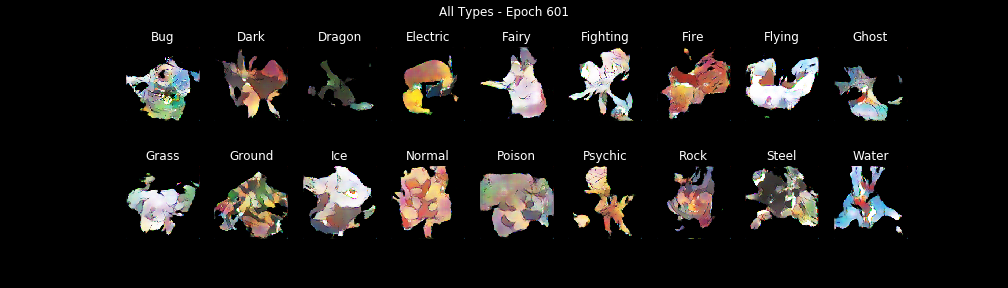 All Types - Epoch 601
Bug Dark Dragon Electric Fairy Fighting Fire Flying Ghost
Grass Ground Ice Normal Poison Psychic Rock Steel Water